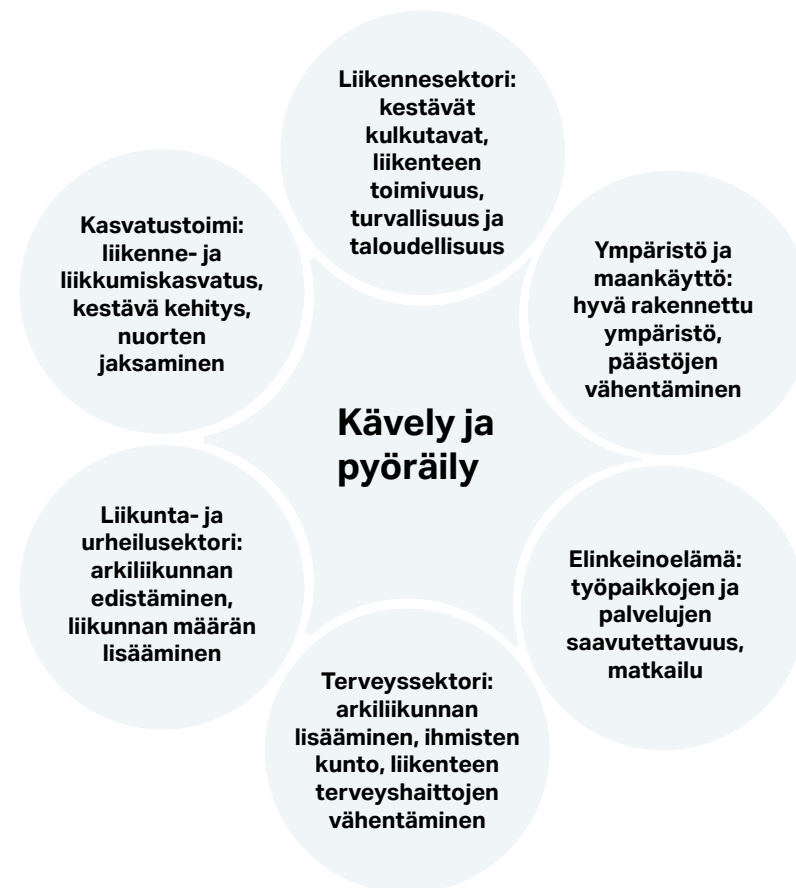 Liikennesektori:
kestävät
kulkutavat,
liikenteen
toimivuus,
turvallisuus ja
taloudellisuus
Kasvatustoimi:
liikenne- ja
liikkumiskasvatus,
kestävä kehitys,
nuorten
jaksaminen
Ympäristö ja
maankäyttö:
hyvä rakennettu
ympäristö,
päästöjen
vähentäminen
Kävely ja
pyöräily
Liikunta- ja
urheilusektori:
arkiliikunnan
edistäminen,
liikunnan määrän
lisääminen
Elinkeinoelämä:
työpaikkojen ja
palvelujen
saavutettavuus,
matkailu
Terveyssektori:
arkiliikunnan
lisääminen, ihmisten
kunto, liikenteen
terveyshaittojen
vähentäminen